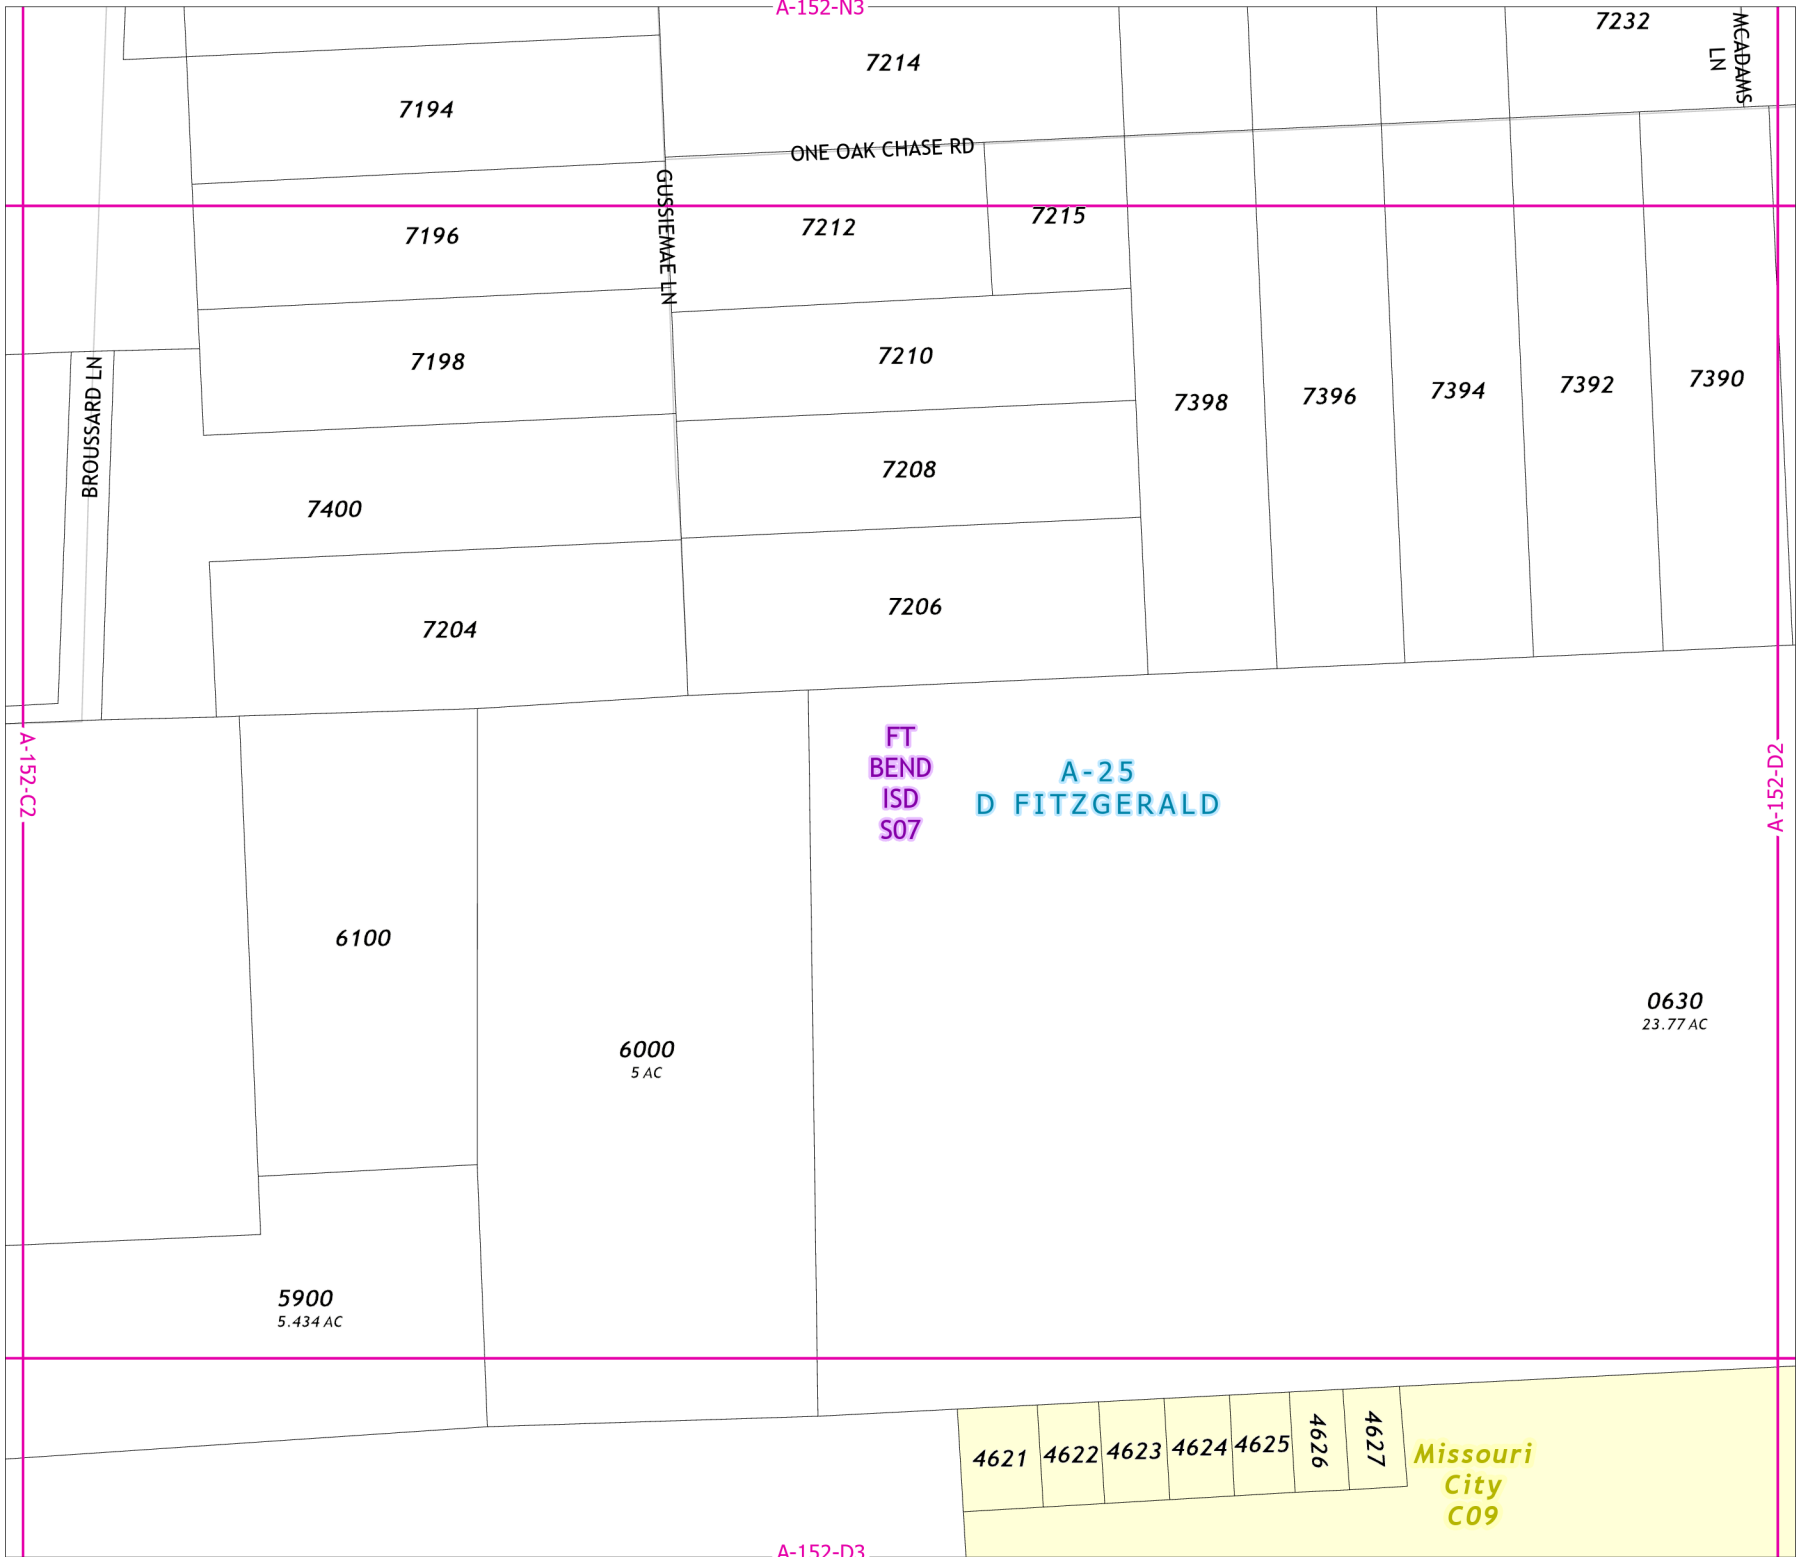 A-152-N3
7232
MCADAMS
LN
7214
7194
ONE OAK CHASE RD
GUSSIEMAE LN
7215
7212
7196
7210
7198
BROUSSARD LN
7390
7392
7394
7396
7398
7208
7400
7206
7204
FT
BEND
ISD
S07
A-25
D FITZGERALD
A-152-C2
A-152-D2
6100
0630
23.77 AC
6000
5 AC
5900
5.434 AC
4621
4622
4623
4624
4625
4626
4627
Missouri
City
C09
A-152-D3